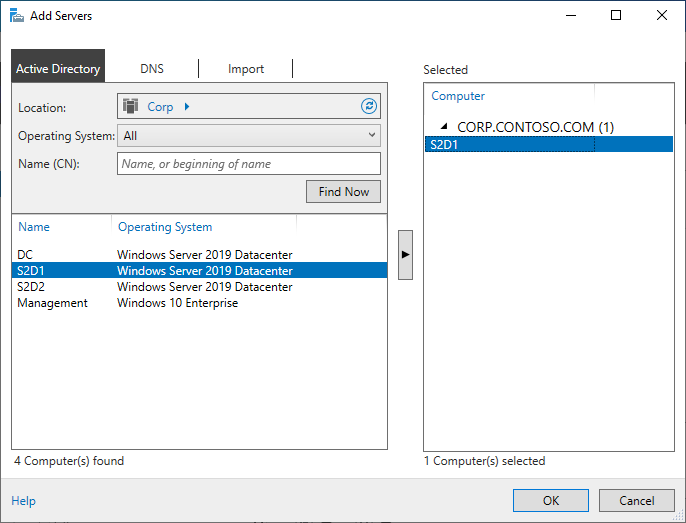 Add Servers
Active Directory
DNS
Import
Location:
Corp
Operating System:
All
Name (CN):
Name, or beginning of name
Find Now
Name Operating System
DC Windows Server 2019 Datacenter
S2D1 Windows Server 2019 Datacenter
S2D2 Windows Server 2019 Datacenter
Management Windows 10 Enterprise
4 Computer(s) found
Selected
Computer
CORP.CONTOSO.COM (1)
S2D1
1 Computer(s) selected
Help
OK
Cancel